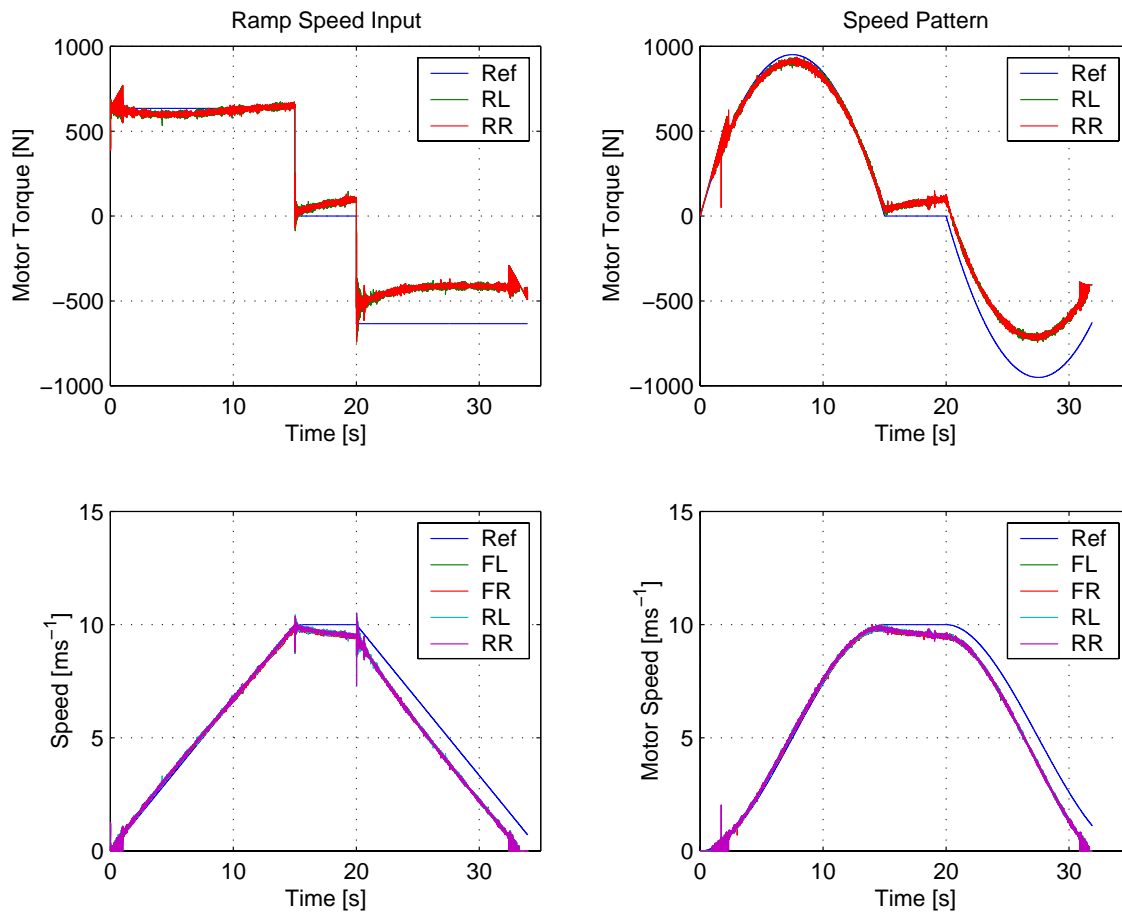 Ramp Speed Input
1000
500
0
−500
−1000
Motor Torque [N]
Ref
RL
RR
0
10
20
30
Time [s]
Speed Pattern
1000
500
0
−500
−1000
Motor Torque [N]
Ref
RL
RR
0
10
20
30
Time [s]
15
10
5
0
Speed [ms⁻¹]
Ref
FL
FR
RL
RR
0
10
20
30
Time [s]
15
10
5
0
Motor Speed [ms⁻¹]
Ref
FL
FR
RL
RR
0
10
20
30
Time [s]